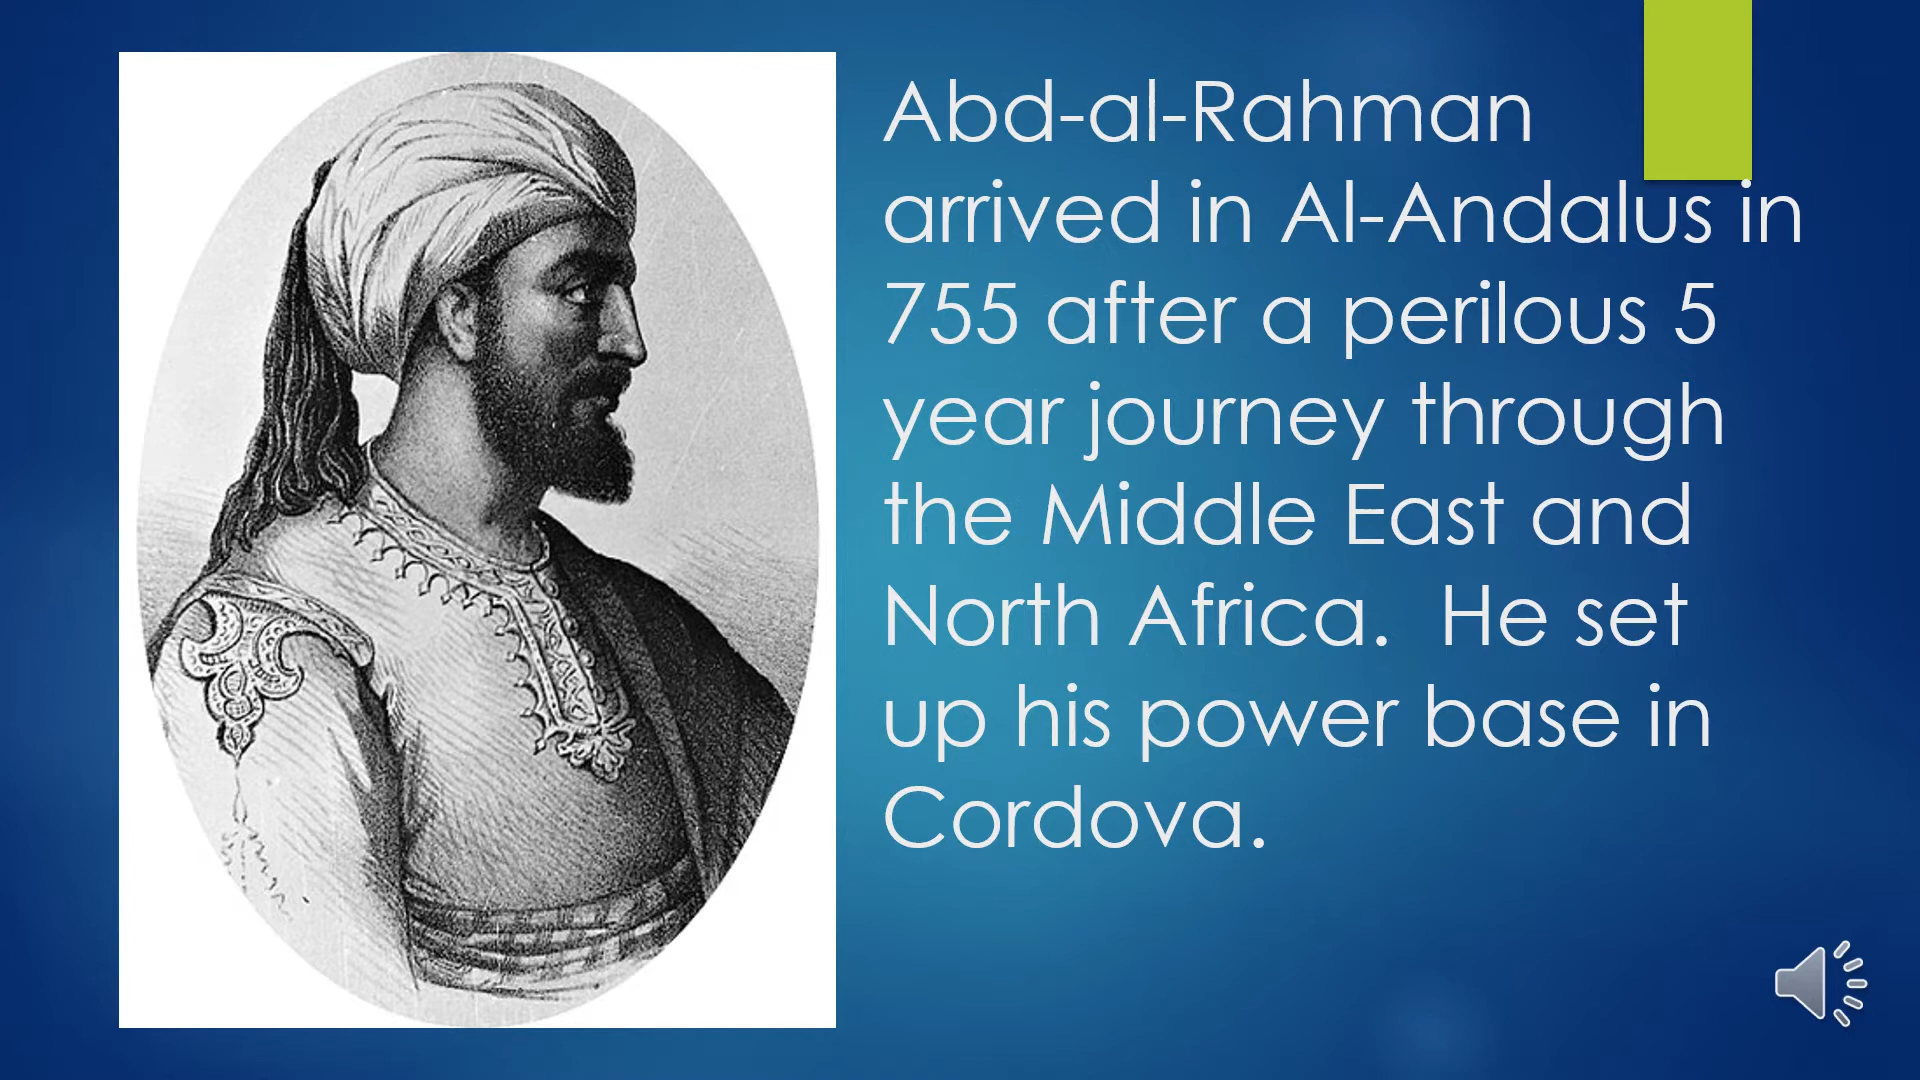 Abd-al-Rahman
arrived in Al-Andalus in
755 after a perilous 5
year journey through
the Middle East and
North Africa.  He set
up his power base in
Cordova.